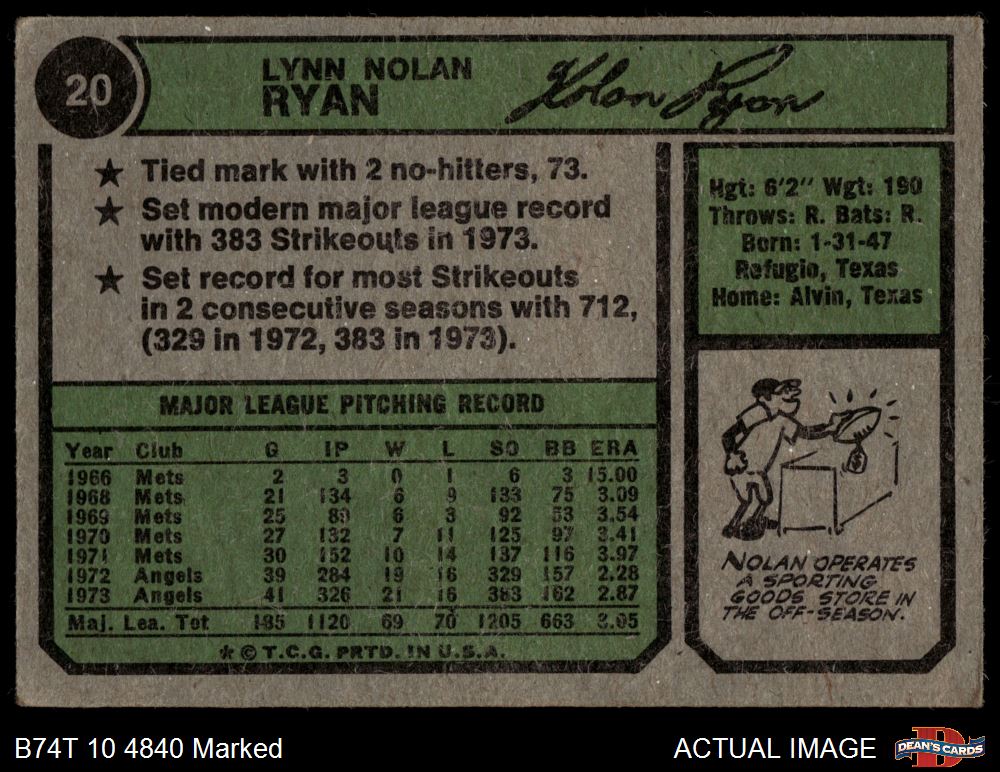 20
LYNN NOLAN
RYAN
Nolan Ryan
★ Tied mark with 2 no-hitters, 73.
★ Set modern major league record
with 383 Strikeouts in 1973.
★ Set record for most Strikeouts
in 2 consecutive seasons with 712,
(329 in 1972, 383 in 1973).
Hgt: 6'2" Wgt: 190
Throws: R. Bats: R.
Born: 1-31-47
Refugio, Texas
Home: Alvin, Texas
MAJOR LEAGUE PITCHING RECORD
Year Club G IP W L SO BB ERA
1966 Mets 2 3 0 1 6 3 15.00
1968 Mets 21 134 6 9 133 75 3.09
1969 Mets 25 89 6 3 92 53 3.54
1970 Mets 27 132 7 11 125 97 3.41
1971 Mets 30 152 10 14 137 116 3.97
1972 Angels 39 284 19 16 329 157 2.28
1973 Angels 41 326 21 16 383 162 2.87
Maj. Lea. Tot 185 1120 69 70 1205 663 3.05
* © T.C.G. PRTD. IN U.S.A.
$
NOLAN OPERATES
A SPORTING
GOODS STORE IN
THE OFF-SEASON.
B74T 10 4840 Marked
ACTUAL IMAGE
D
DEAN'S CARDS